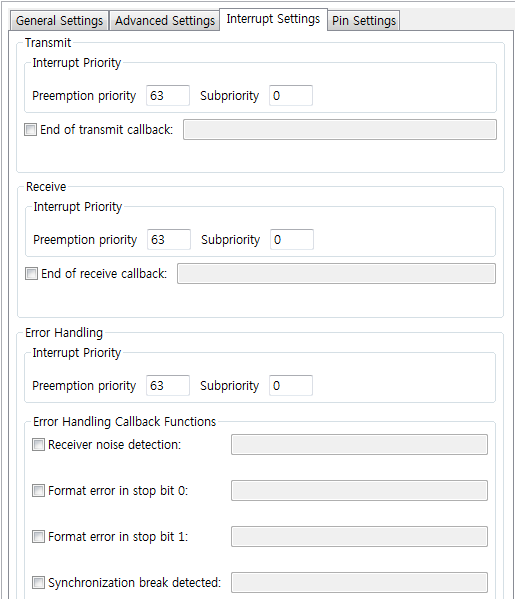 General Settings Advanced Settings Interrupt Settings Pin Settings
Transmit
Interrupt Priority
Preemption priority 63 Subpriority 0
End of transmit callback:
Receive
Interrupt Priority
Preemption priority 63 Subpriority 0
End of receive callback:
Error Handling
Interrupt Priority
Preemption priority 63 Subpriority 0
Error Handling Callback Functions
Receiver noise detection:
Format error in stop bit 0:
Format error in stop bit 1:
Synchronization break detected: